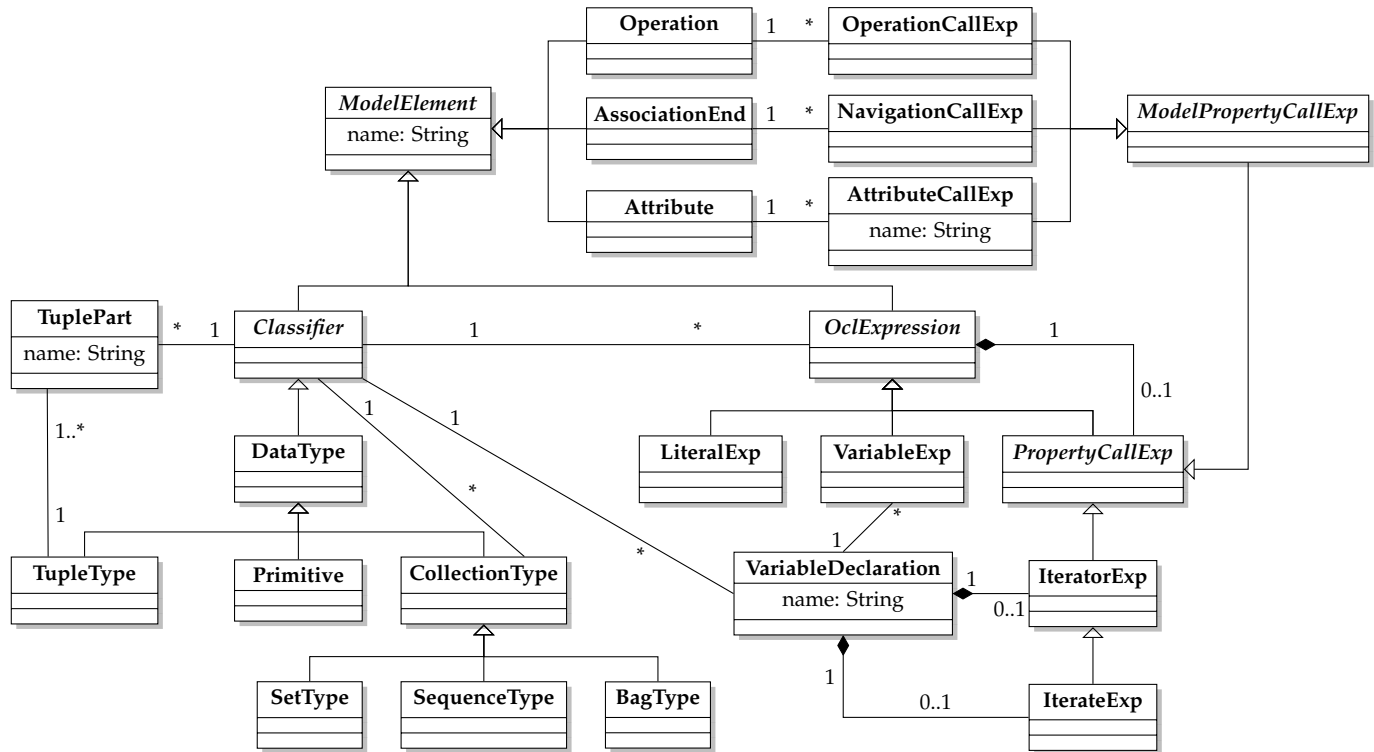 Operation
1
*
OperationCallExp
ModelElement
name: String
AssociationEnd
1
*
NavigationCallExp
ModelPropertyCallExp
Attribute
1
*
AttributeCallExp
name: String
TuplePart
name: String
*
1
Classifier
1
*
OclExpression
1
0..1
1..*
1
1
1
*
*
DataType
LiteralExp
VariableExp
PropertyCallExp
*
1
TupleType
Primitive
CollectionType
VariableDeclaration
name: String
1
0..1
IteratorExp
SetType
SequenceType
BagType
1
0..1
IterateExp